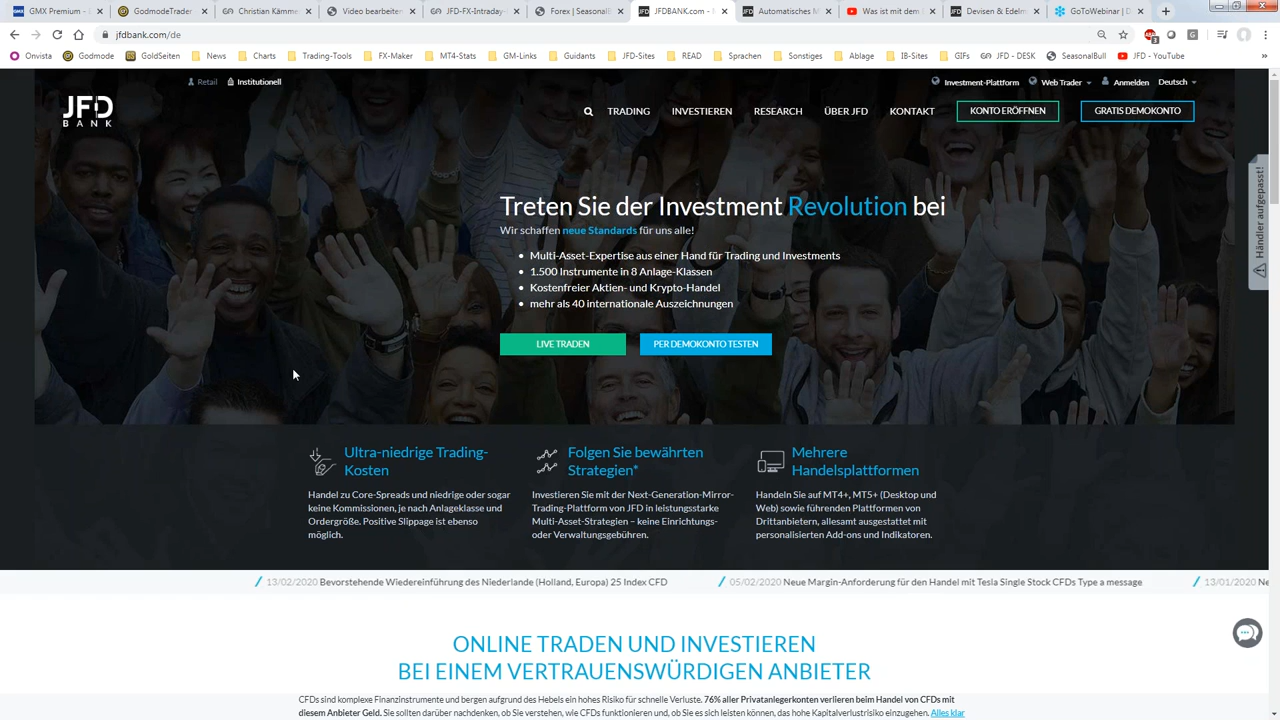 GMX Premium -
GodmodeTrader
Christian Kämme
Video bearbeiten
JFD-FX-Intraday-
Forex | SeasonalB
JFDBANK.com -
Automatisches M
Was ist mit dem
Devisen & Edelm
GoToWebinar | D
jfdbank.com/de
Onvista
Godmode
GoldSeiten
News
Charts
Trading-Tools
FX-Maker
MT4-Stats
GM-Links
Guidants
JFD-Sites
READ
Sprachen
Sonstiges
Ablage
IB-Sites
GIFs
JFD - DESK
SeasonalBull
JFD - YouTube
Retail
Institutionell
Investment-Plattform
Web Trader
Anmelden
Deutsch
JFD
BANK
TRADING
INVESTIEREN
RESEARCH
ÜBER JFD
KONTAKT
KONTO ERÖFFNEN
GRATIS DEMOKONTO
Händler aufgepasst!
Treten Sie der Investment Revolution bei
Wir schaffen neue Standards für uns alle!
• Multi-Asset-Expertise aus einer Hand für Trading und Investments
• 1.500 Instrumente in 8 Anlage-Klassen
• Kostenfreier Aktien- und Krypto-Handel
• mehr als 40 internationale Auszeichnungen
LIVE TRADEN
PER DEMOKONTO TESTEN
Ultra-niedrige Trading-
Kosten
Handel zu Core-Spreads und niedrige oder sogar
keine Kommissionen, je nach Anlageklasse und
Ordergröße. Positive Slippage ist ebenso
möglich.
Folgen Sie bewährten
Strategien*
Investieren Sie mit der Next-Generation-Mirror-
Trading-Plattform von JFD in leistungsstarke
Multi-Asset-Strategien – keine Einrichtungs-
oder Verwaltungsgebühren.
Mehrere
Handelsplattformen
Handeln Sie auf MT4+, MT5+ (Desktop und
Web) sowie führenden Plattformen von
Drittanbietern, allesamt ausgestattet mit
personalisierten Add-ons und Indikatoren.
13/02/2020 Bevorstehende Wiedereinführung des Niederlande (Holland, Europa) 25 Index CFD
05/02/2020 Neue Margin-Anforderung für den Handel mit Tesla Single Stock CFDs Type a message
13/01/2020 Ne
ONLINE TRADEN UND INVESTIEREN
BEI EINEM VERTRAUENSWÜRDIGEN ANBIETER
CFDs sind komplexe Finanzinstrumente und bergen aufgrund des Hebels ein hohes Risiko für schnelle Verluste. 76% aller Privatanlegerkonten verlieren beim Handel von CFDs mit
diesem Anbieter Geld. Sie sollten darüber nachdenken, ob Sie verstehen, wie CFDs funktionieren und, ob Sie es sich leisten können, das hohe Kapitalverlustrisiko einzugehen. Alles klar